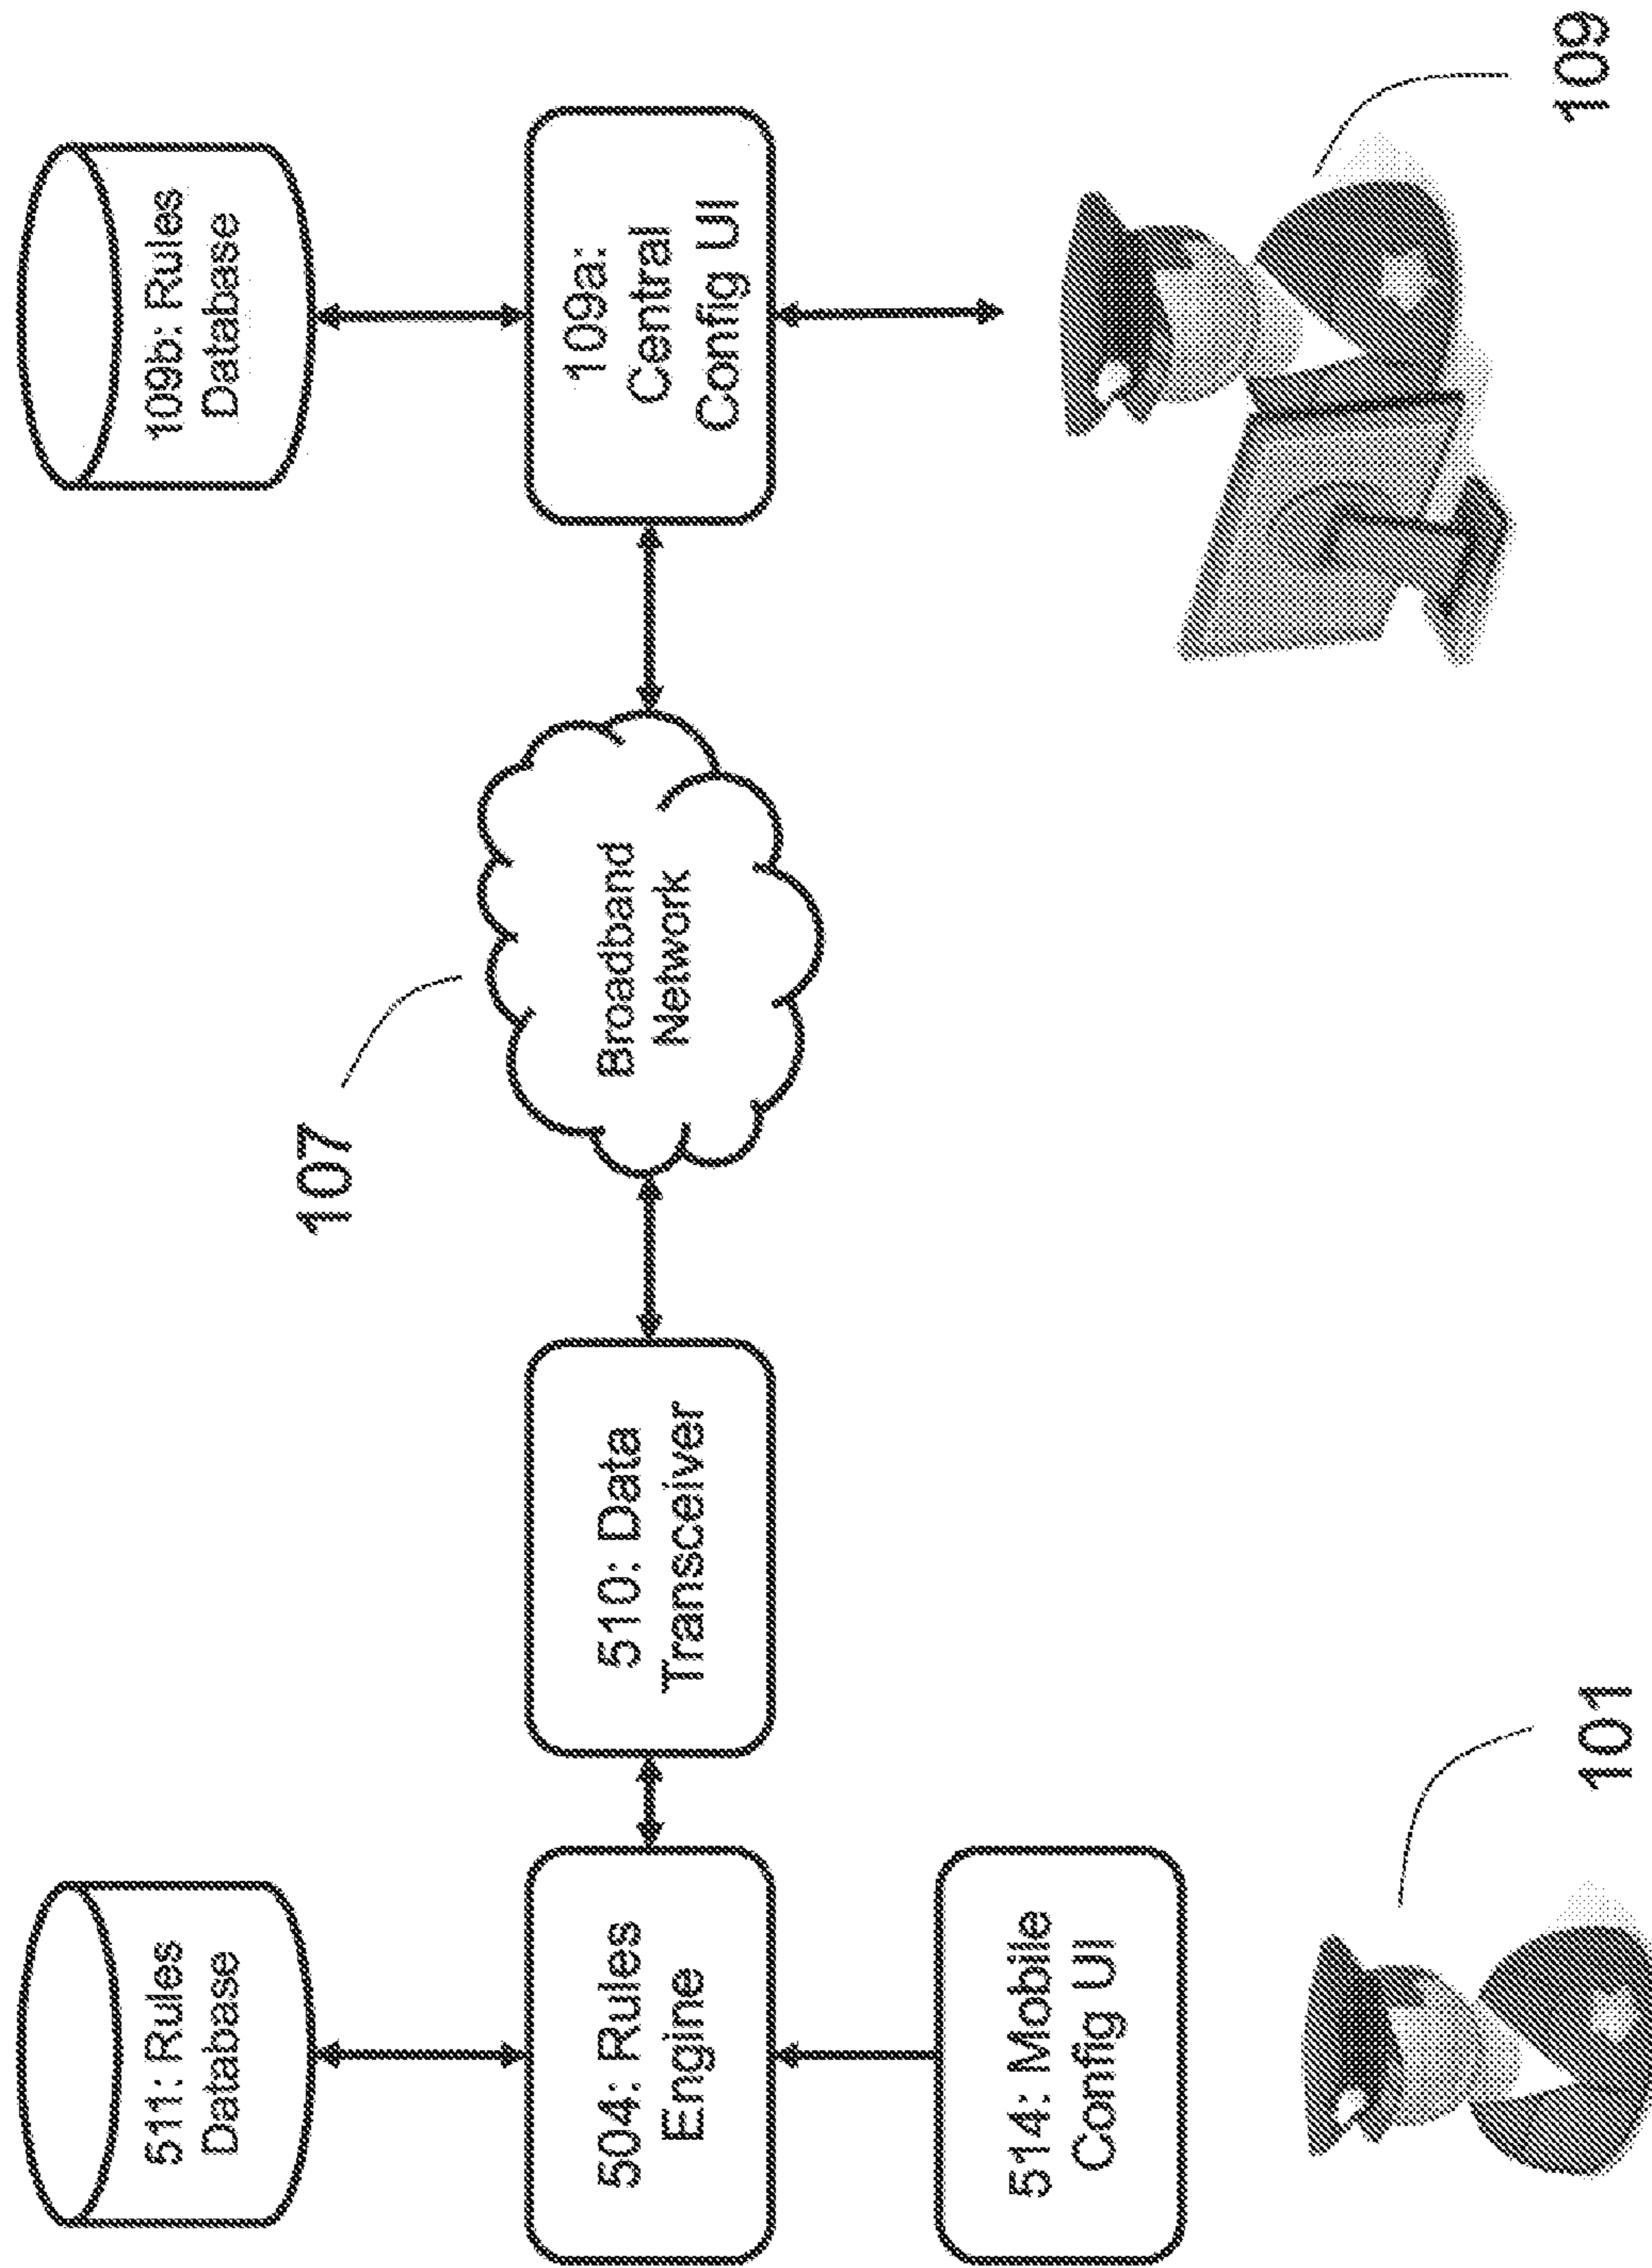 511: Rules
Database
109b: Rules
Database
107
504: Rules
Engine
510: Data
Transceiver
Broadband
Network
109a:
Central
Config UI
514: Mobile
Config UI
101
109